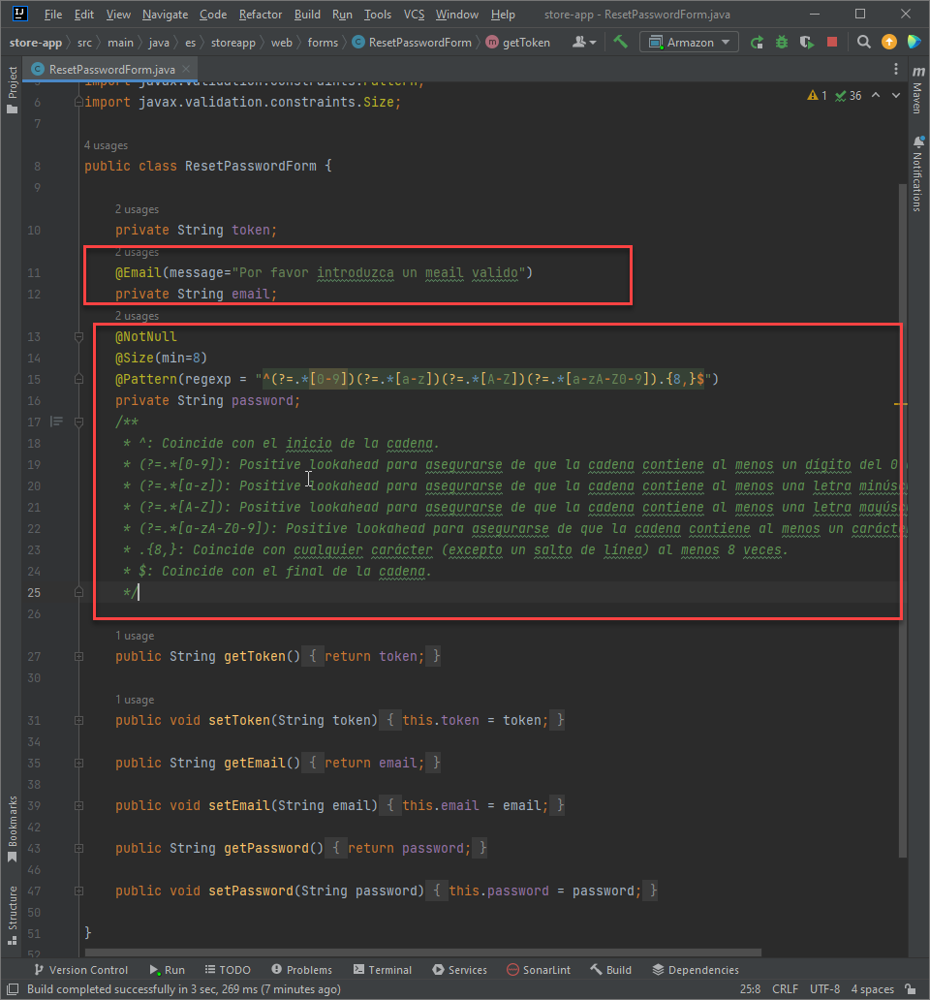 File Edit View Navigate Code Refactor Build Run Tools VCS Window Help store-app - ResetPasswordForm.java
store-app src main java es storeapp web forms ResetPasswordForm getToken Armazon
ResetPasswordForm.java
Project
Maven
Notifications
Bookmarks
Structure
1 36
5 import javax.validation.constraints.Pattern;
6 import javax.validation.constraints.Size;
7
4 usages
8 public class ResetPasswordForm {
9
2 usages
10 private String token;
2 usages
11 @Email(message="Por favor introduzca un meail valido")
12 private String email;
2 usages
13 @NotNull
14 @Size(min=8)
15 @Pattern(regexp = "^(?=.*[0-9])(?=.*[a-z])(?=.*[A-Z])(?=.*[a-zA-Z0-9]).{8,}$")
16 private String password;
17 /**
18 * ^: Coincide con el inicio de la cadena.
19 * (?=.*[0-9]): Positive lookahead para asegurarse de que la cadena contiene al menos un dígito del 0
20 * (?=.*[a-z]): Positive lookahead para asegurarse de que la cadena contiene al menos una letra minúsc
21 * (?=.*[A-Z]): Positive lookahead para asegurarse de que la cadena contiene al menos una letra mayúsc
22 * (?=.*[a-zA-Z0-9]): Positive lookahead para asegurarse de que la cadena contiene al menos un carácte
23 * .{8,}: Coincide con cualquier carácter (excepto un salto de línea) al menos 8 veces.
24 * $: Coincide con el final de la cadena.
25 */
26
1 usage
27 public String getToken() { return token; }
30
1 usage
31 public void setToken(String token) { this.token = token; }
34
35 public String getEmail() { return email; }
38
39 public void setEmail(String email) { this.email = email; }
42
43 public String getPassword() { return password; }
46
47 public void setPassword(String password) { this.password = password; }
50
51 }
52
Version Control Run TODO Problems Terminal Services SonarLint Build Dependencies
Build completed successfully in 3 sec, 269 ms (7 minutes ago) 25:8 CRLF UTF-8 4 spaces